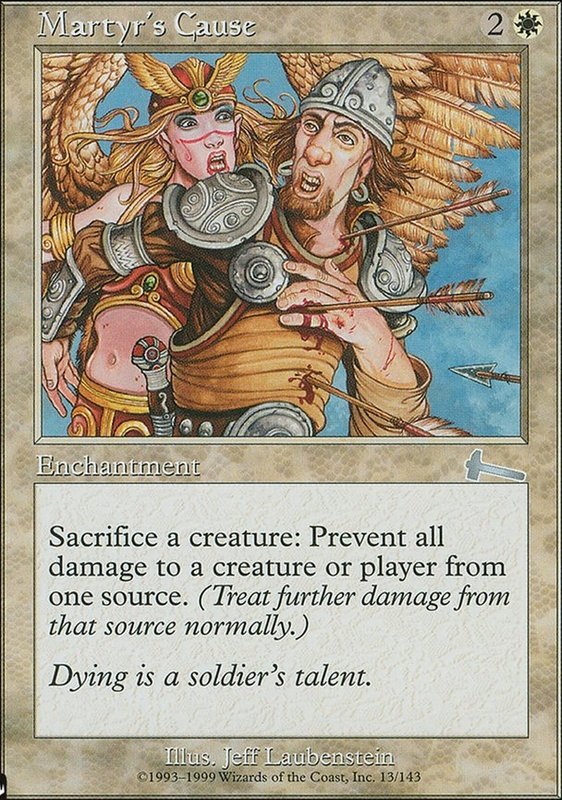 Martyr's Cause 2
Enchantment
Sacrifice a creature: Prevent all
damage to a creature or player from
one source. (Treat further damage from
that source normally.)
Dying is a soldier's talent.
Illus. Jeff Laubenstein
©1993–1999 Wizards of the Coast, Inc. 13/143